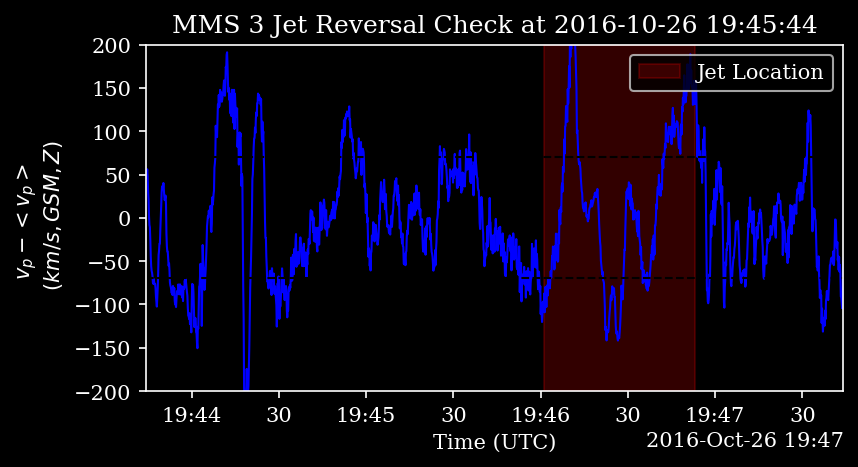 MMS 3 Jet Reversal Check at 2016-10-26 19:45:44
200
150
100
50
0
−50
−100
−150
−200
v_p − <v_p>
(km/s, GSM, Z)
Jet Location
19:44 30 19:45 30 19:46 30 19:47 30
Time (UTC)
2016-Oct-26 19:47